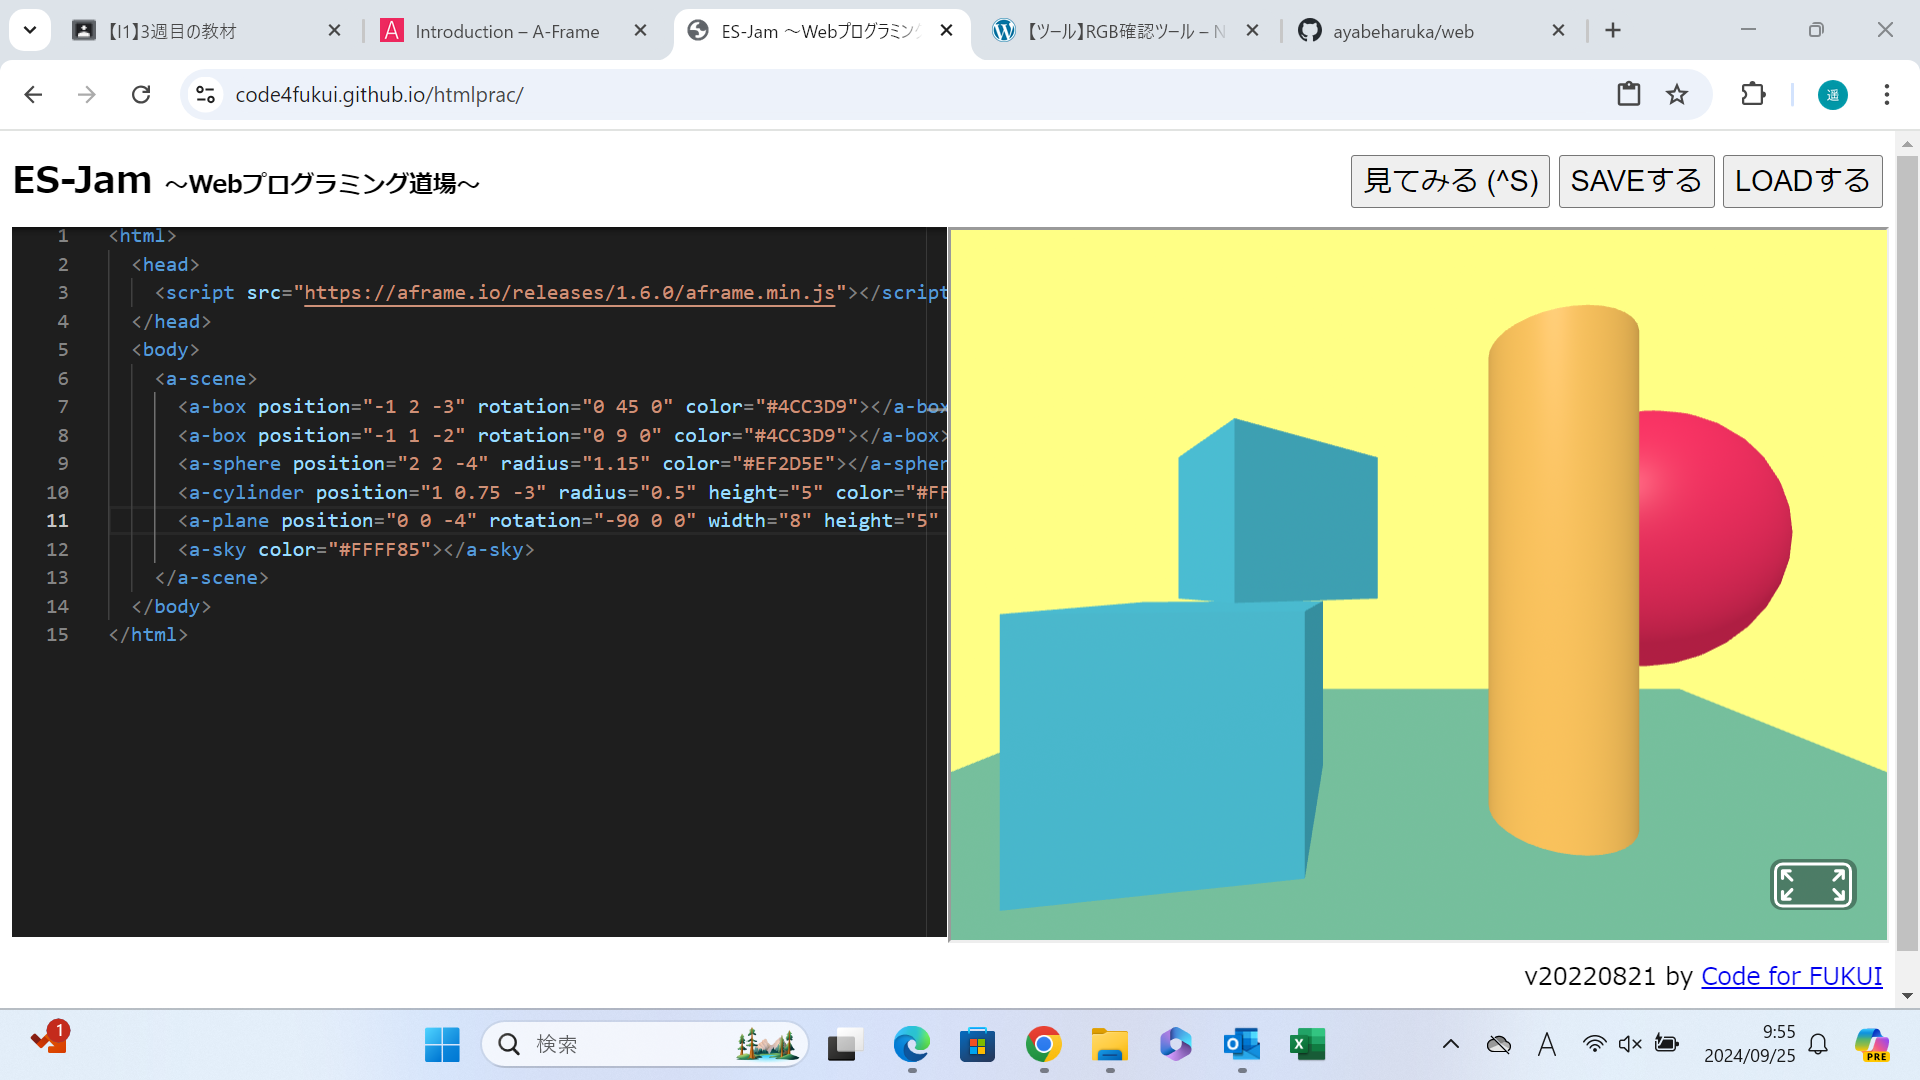 【I1】3週目の教材
Introduction – A-Frame
ES-Jam ～Webプログラミング
【ツール】RGB確認ツール – N
ayabeharuka/web
code4fukui.github.io/htmlprac/
遥
ES-Jam ～Webプログラミング道場～
見てみる (^S)
SAVEする
LOADする
1 <html>
2 <head>
3 <script src="https://aframe.io/releases/1.6.0/aframe.min.js"></script
4 </head>
5 <body>
6 <a-scene>
7 <a-box position="-1 2 -3" rotation="0 45 0" color="#4CC3D9"></a-box
8 <a-box position="-1 1 -2" rotation="0 9 0" color="#4CC3D9"></a-box>
9 <a-sphere position="2 2 -4" radius="1.15" color="#EF2D5E"></a-spher
10 <a-cylinder position="1 0.75 -3" radius="0.5" height="5" color="#FF
11 <a-plane position="0 0 -4" rotation="-90 0 0" width="8" height="5"
12 <a-sky color="#FFFF85"></a-sky>
13 </a-scene>
14 </body>
15 </html>
v20220821 by Code for FUKUI
1
検索
A
9:55
2024/09/25
PRE